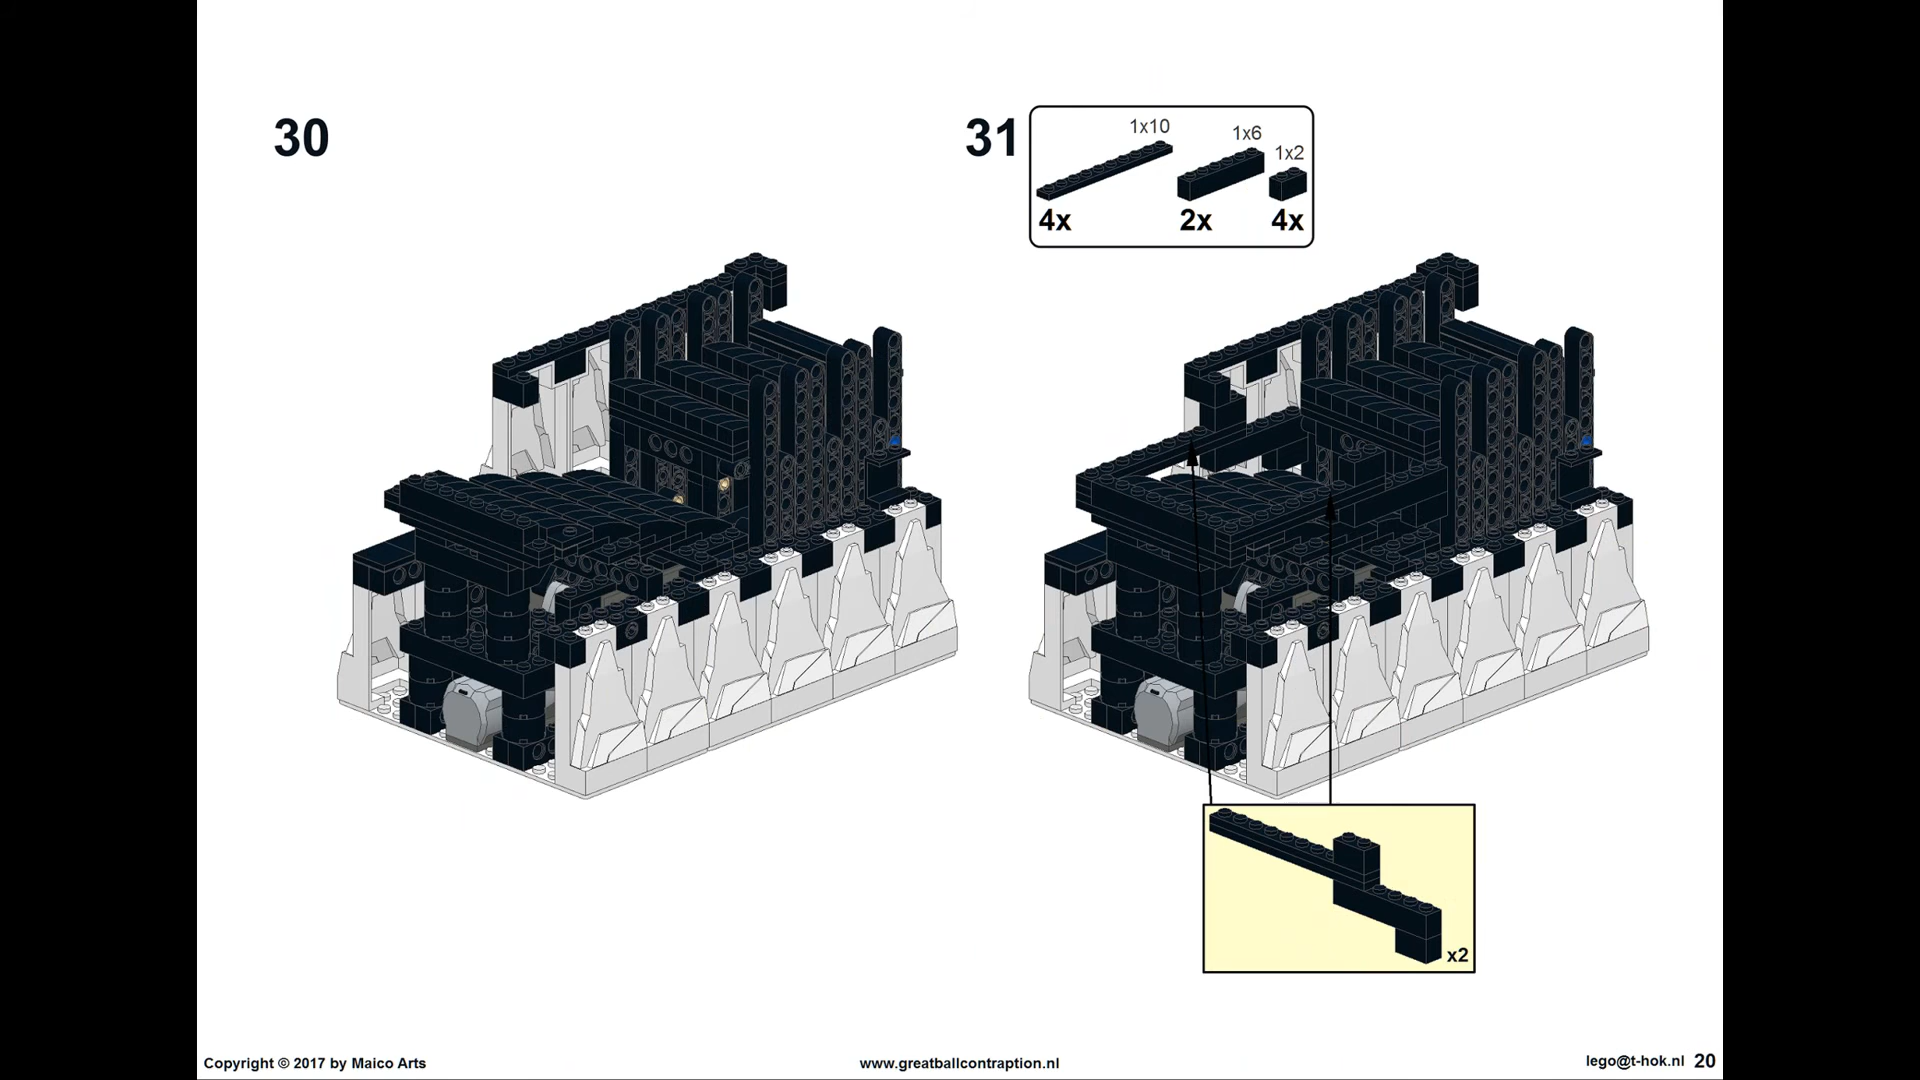 30
31
1x10
1x6
1x2
4x
2x
4x
x2
Copyright © 2017 by Maico Arts
www.greatballcontraption.nl
lego@t-hok.nl 20